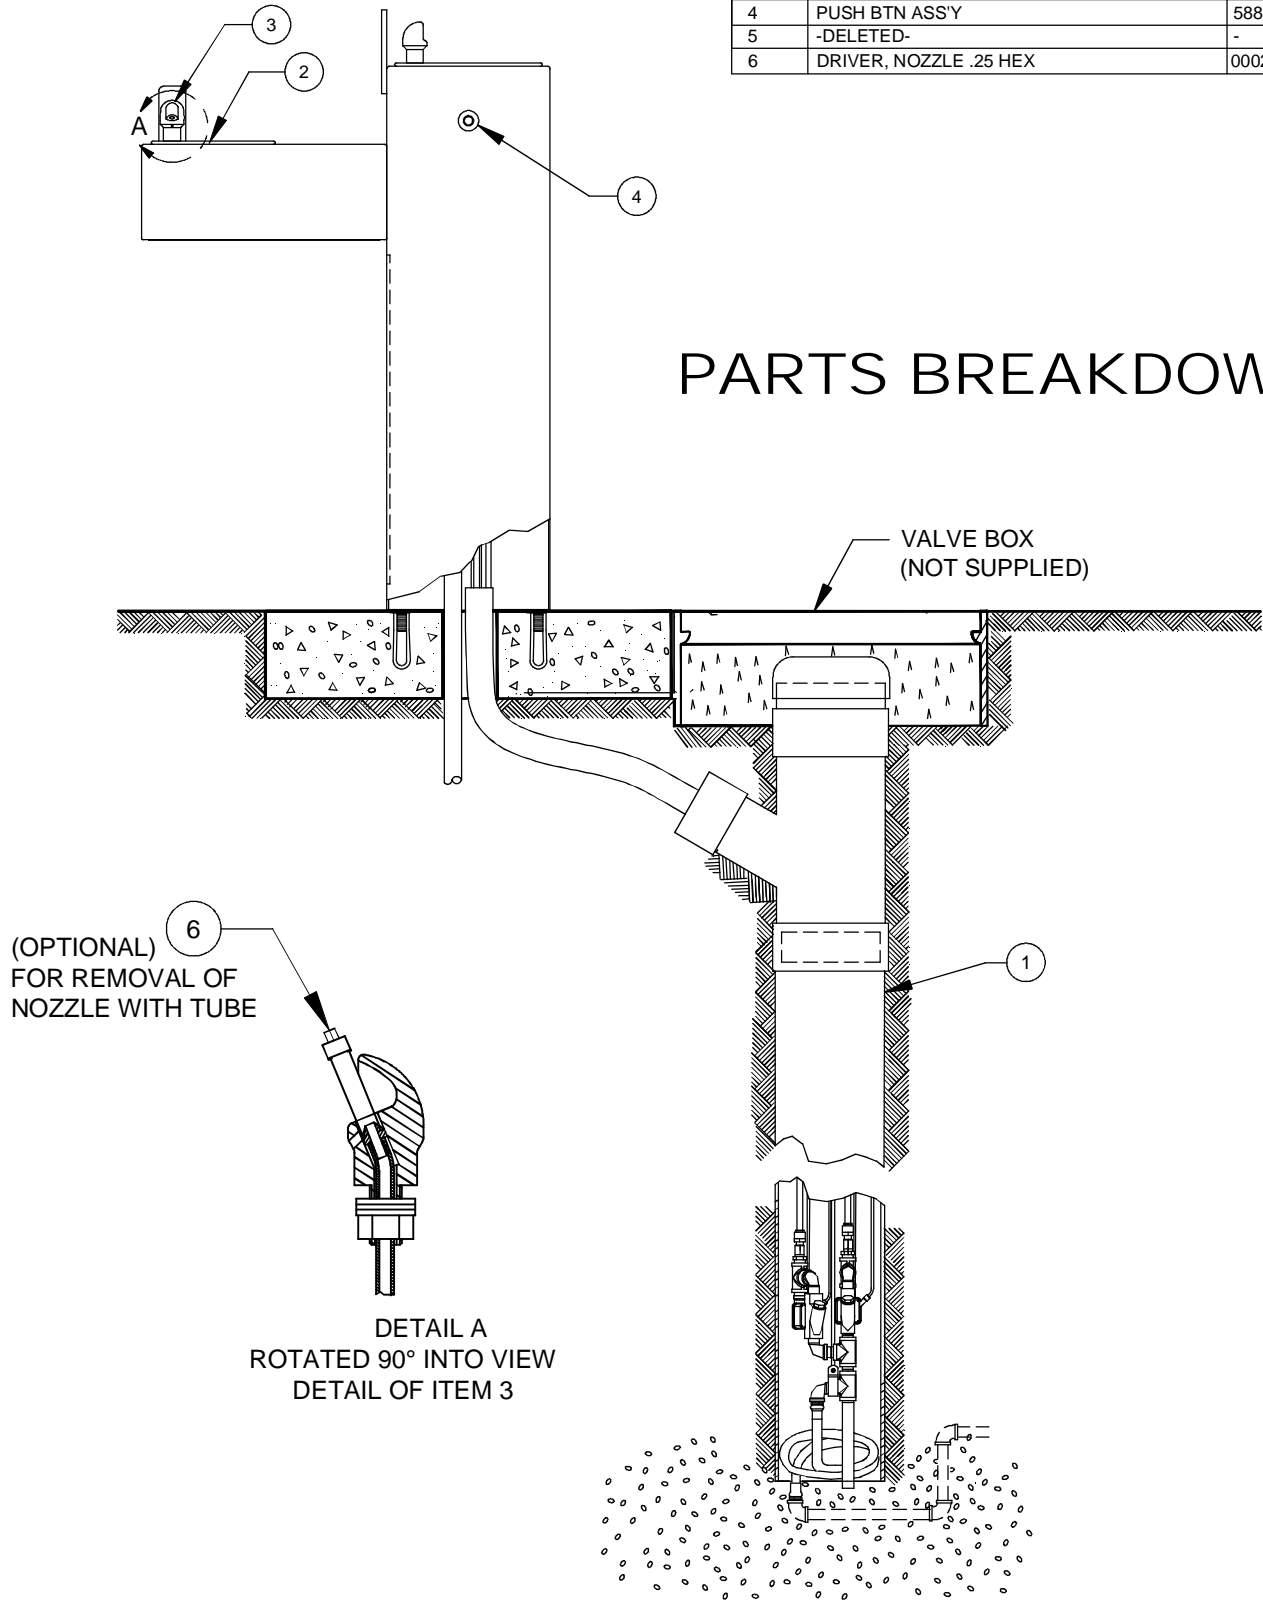 4 PUSH BTN ASS'Y 588
5 -DELETED- -
6 DRIVER, NOZZLE .25 HEX 0002
3
2
A
4
PARTS BREAKDOW
VALVE BOX
(NOT SUPPLIED)
6
(OPTIONAL)
FOR REMOVAL OF
NOZZLE WITH TUBE
1
DETAIL A
ROTATED 90° INTO VIEW
DETAIL OF ITEM 3